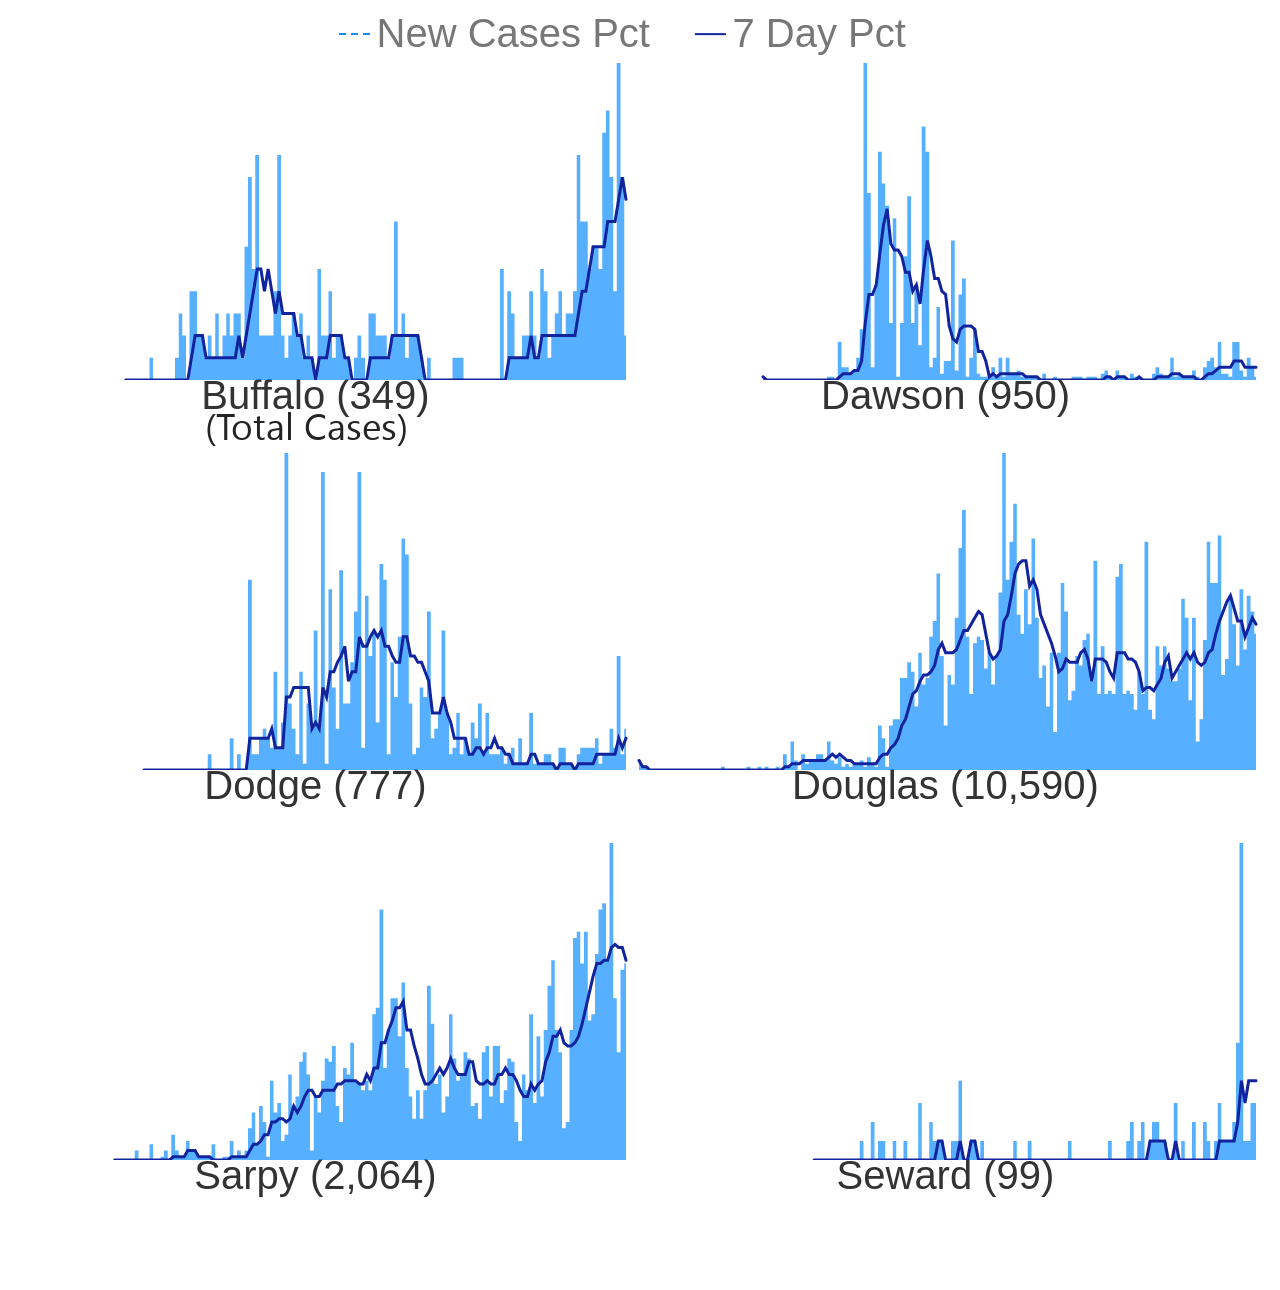 New Cases Pct 7 Day Pct
Buffalo (349) Dawson (950)
(Total Cases)
Dodge (777) Douglas (10,590)
Sarpy (2,064) Seward (99)